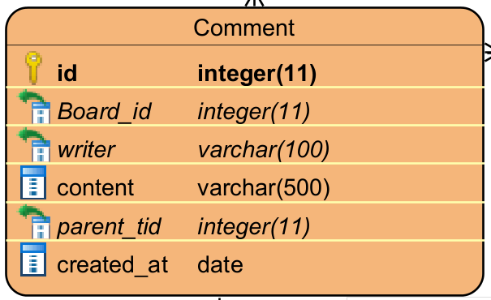 Comment
id integer(11)
Board_id integer(11)
writer varchar(100)
content varchar(500)
parent_tid integer(11)
created_at date